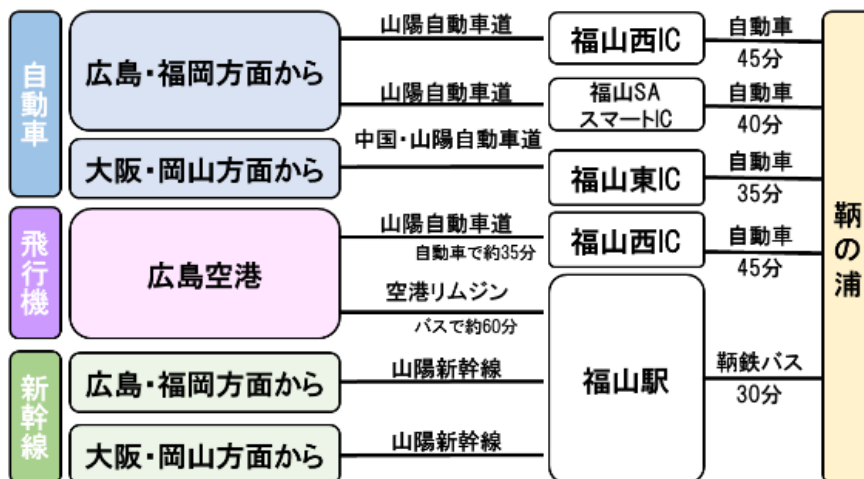 自動車
広島・福岡方面から
山陽自動車道
福山西IC
自動車
45分
山陽自動車道
福山SA
スマートIC
自動車
40分
大阪・岡山方面から
中国・山陽自動車道
福山東IC
自動車
35分
飛行機
広島空港
山陽自動車道
自動車で約35分
福山西IC
自動車
45分
空港リムジン
バスで約60分
福山駅
鞆鉄バス
30分
新幹線
広島・福岡方面から
山陽新幹線
大阪・岡山方面から
山陽新幹線
鞆の浦